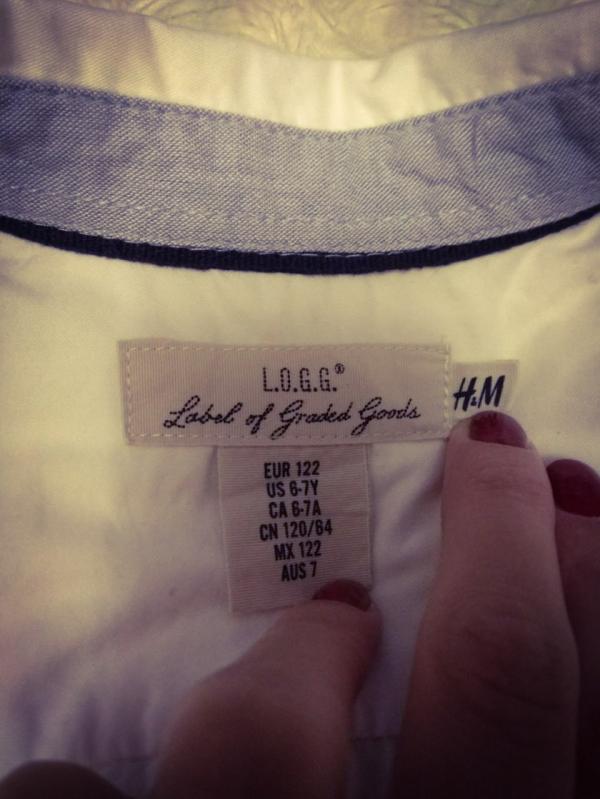 L.O.G.G.®
Label of Graded Goods
H&M
EUR 122
US 6-7Y
CA 6-7A
CN 120/64
MX 122
AUS 7